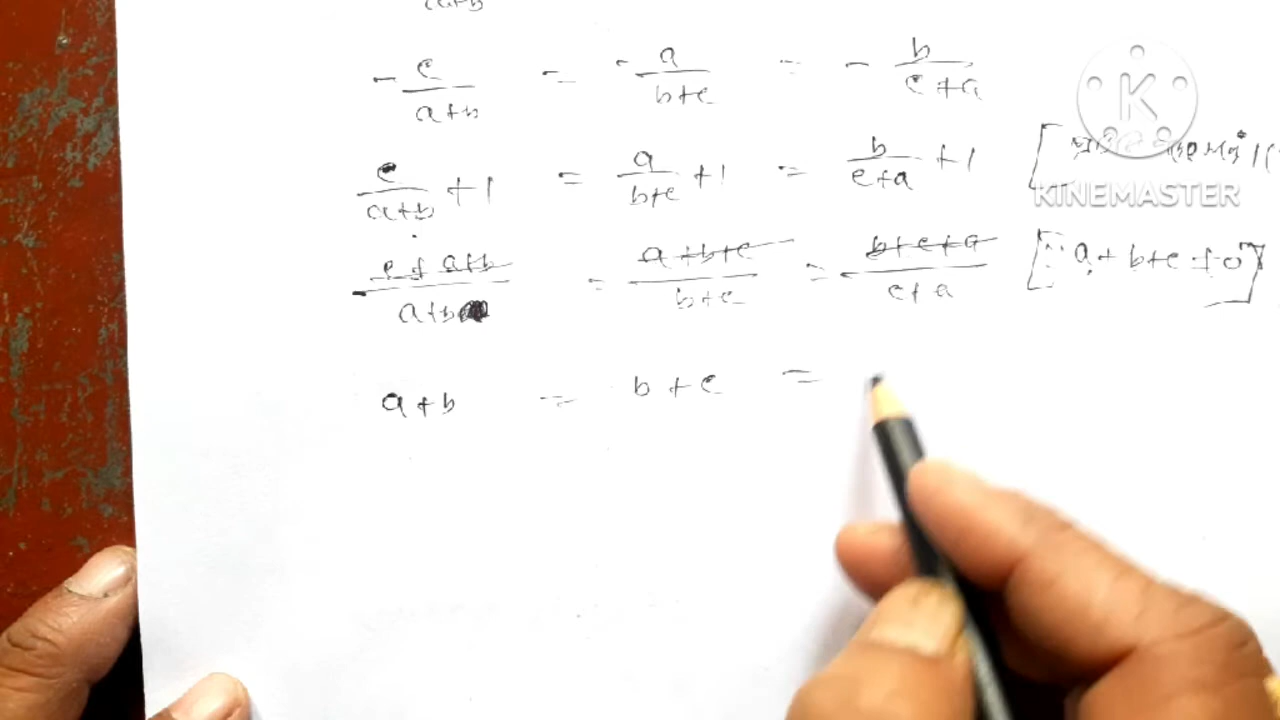 a+b
- c/(a+b) = - a/(b+c) = - b/(c+a)
c/(a+b) + 1 = a/(b+c) + 1 = b/(c+a) + 1 [
KINEMASTER
(c+a+b)/(a+b) = (a+b+c)/(b+c) = (b+c+a)/(c+a) [∵ a+b+c ≠ 0]
a+b = b+c =